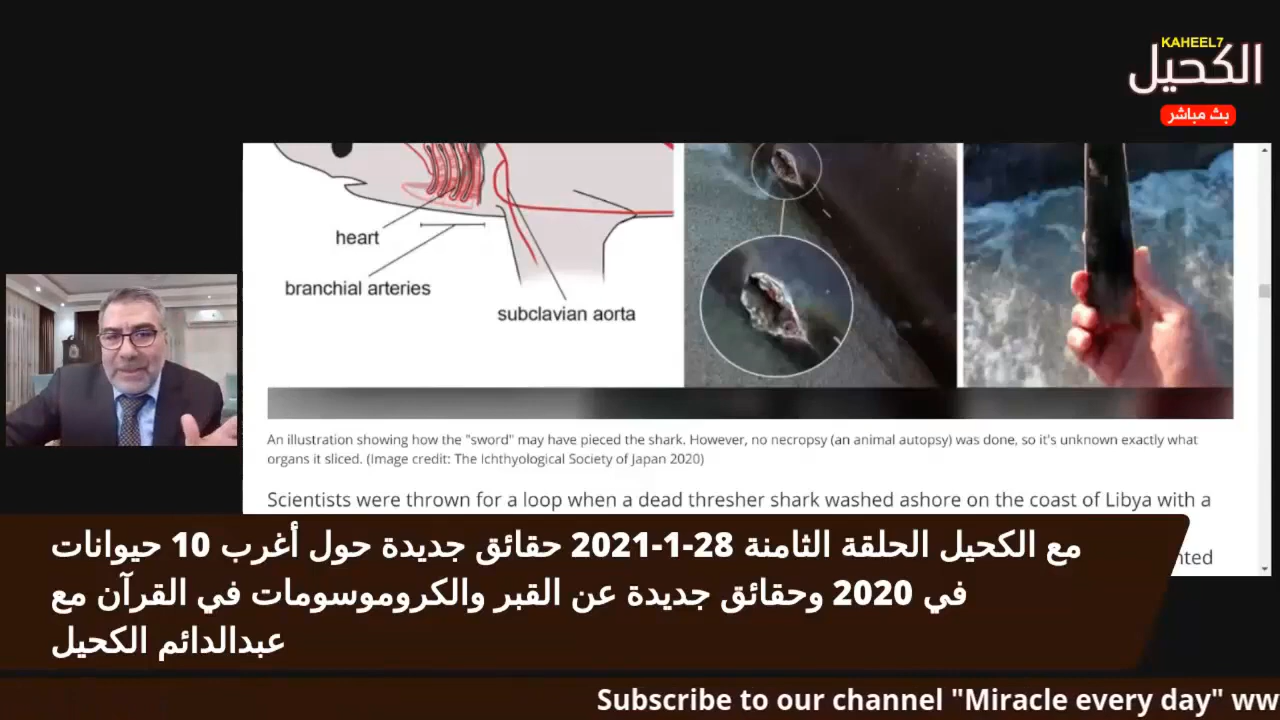 KAHEEL7
الكحيل
بث مباشر
heart
branchial arteries
subclavian aorta
An illustration showing how the "sword" may have pieced the shark. However, no necropsy (an animal autopsy) was done, so it's unknown exactly what
organs it sliced. (Image credit: The Ichthyological Society of Japan 2020)
Scientists were thrown for a loop when a dead thresher shark washed ashore on the coast of Libya with a
مع الكحيل الحلقة الثامنة 28-1-2021 حقائق جديدة حول أغرب 10 حيوانات
في 2020 وحقائق جديدة عن القبر والكروموسومات في القرآن مع
عبدالدائم الكحيل
Subscribe to our channel "Miracle every day" ww